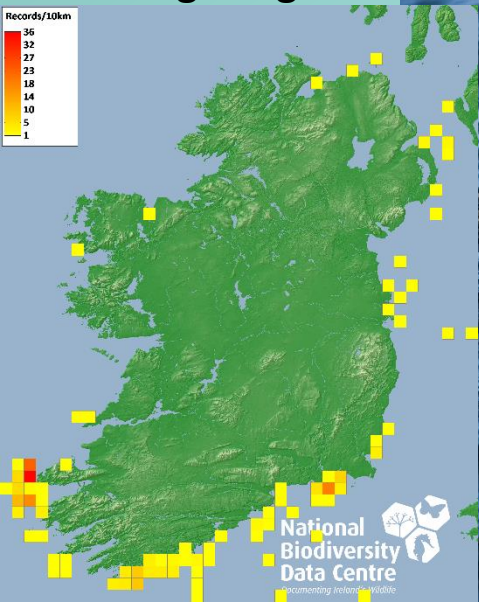 Records/10km
36
32
27
23
18
14
10
5
1
National
Biodiversity
Data Centre
Documenting Ireland's Wildlife